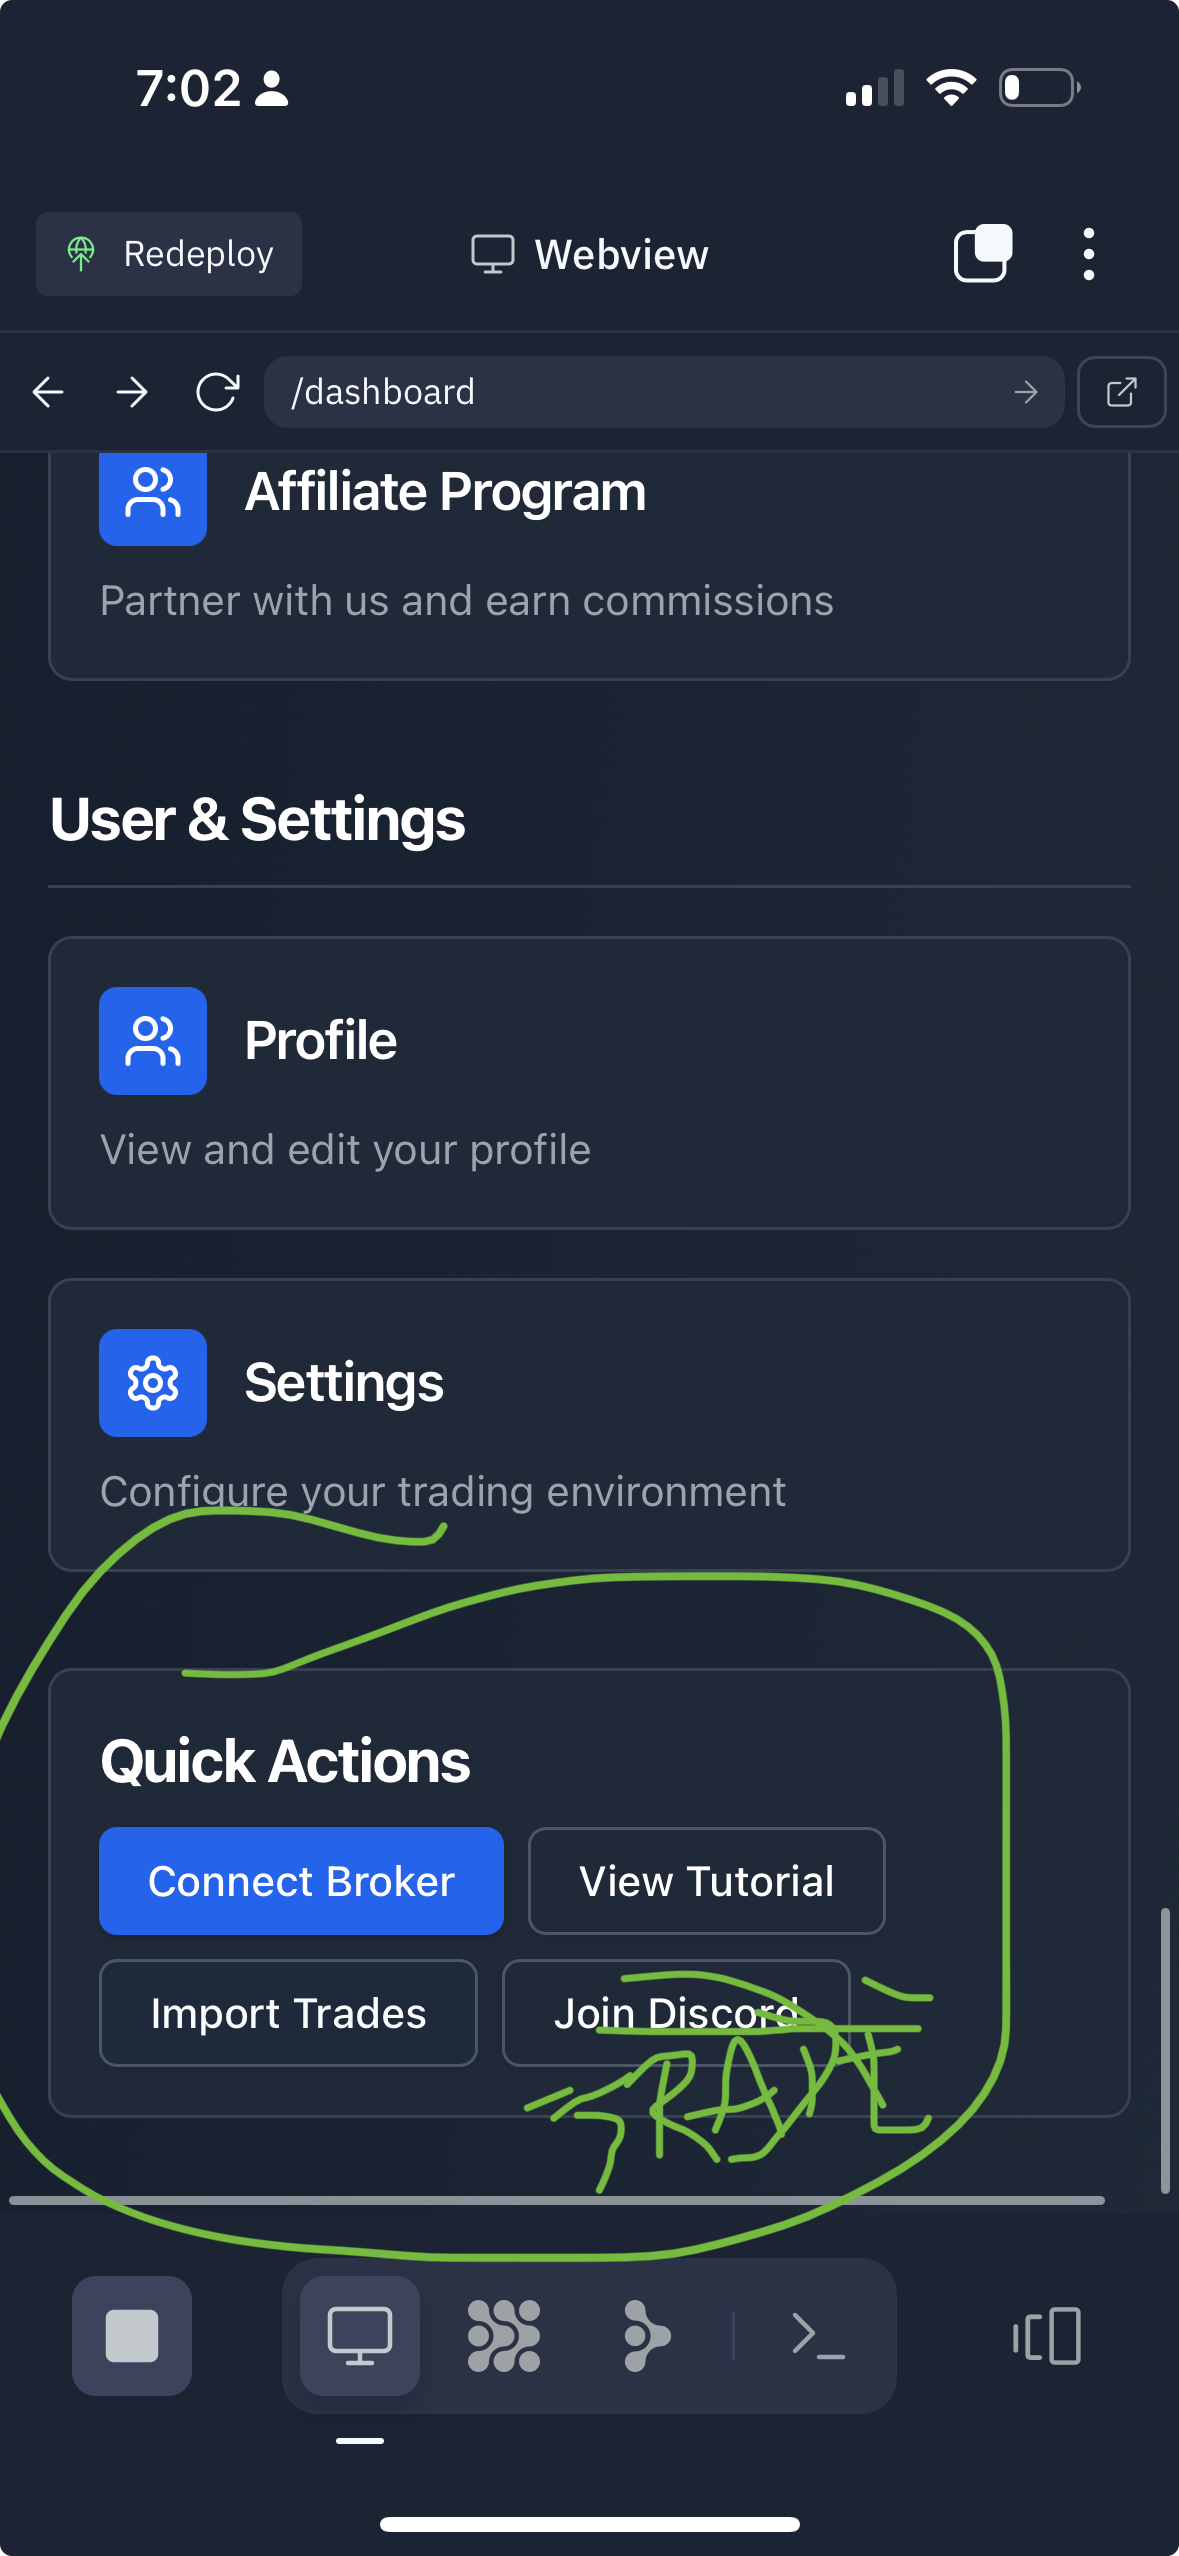 7:02
Redeploy
Webview
/dashboard
Affiliate Program
Partner with us and earn commissions
User & Settings
Profile
View and edit your profile
Settings
Configure your trading environment
Quick Actions
Connect Broker
View Tutorial
Import Trades
Join Discord